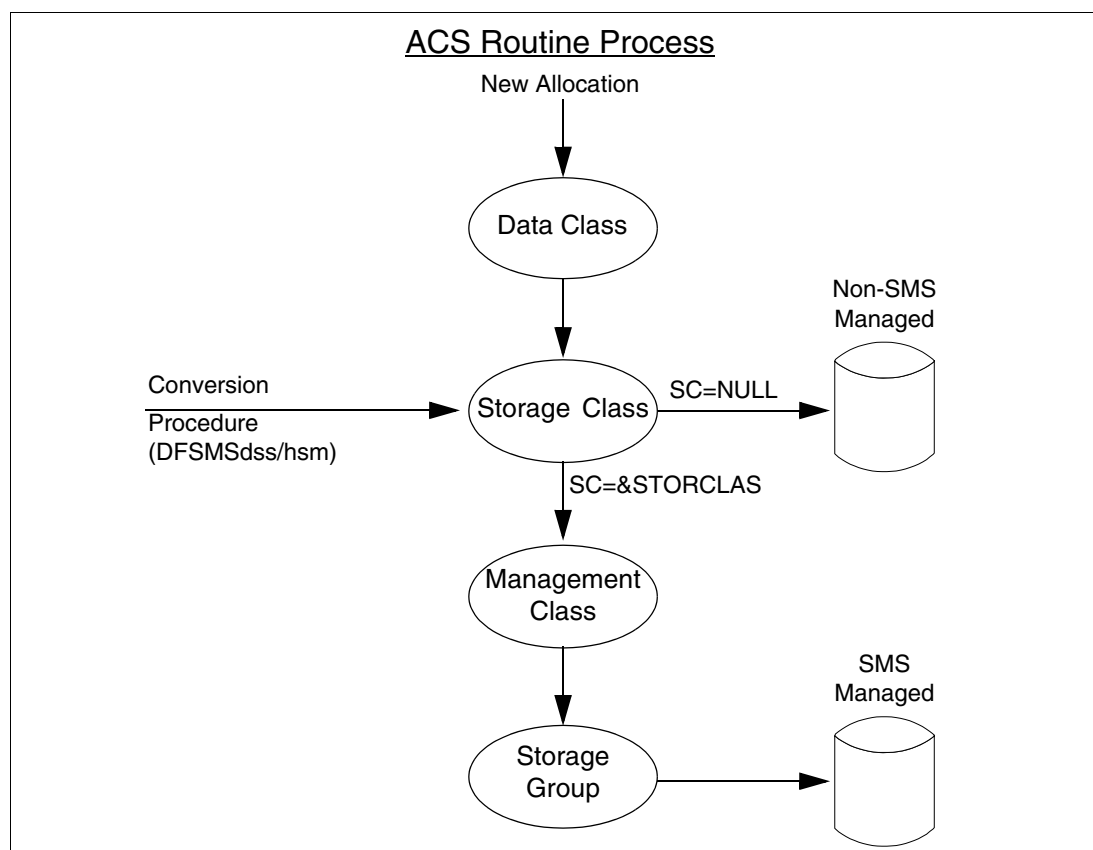 ACS Routine Process
New Allocation
Data Class
Non-SMS
Managed
Conversion
Procedure
(DFSMSdss/hsm)
Storage Class
SC=NULL
SC=&STORCLAS
Management
Class
SMS
Managed
Storage
Group